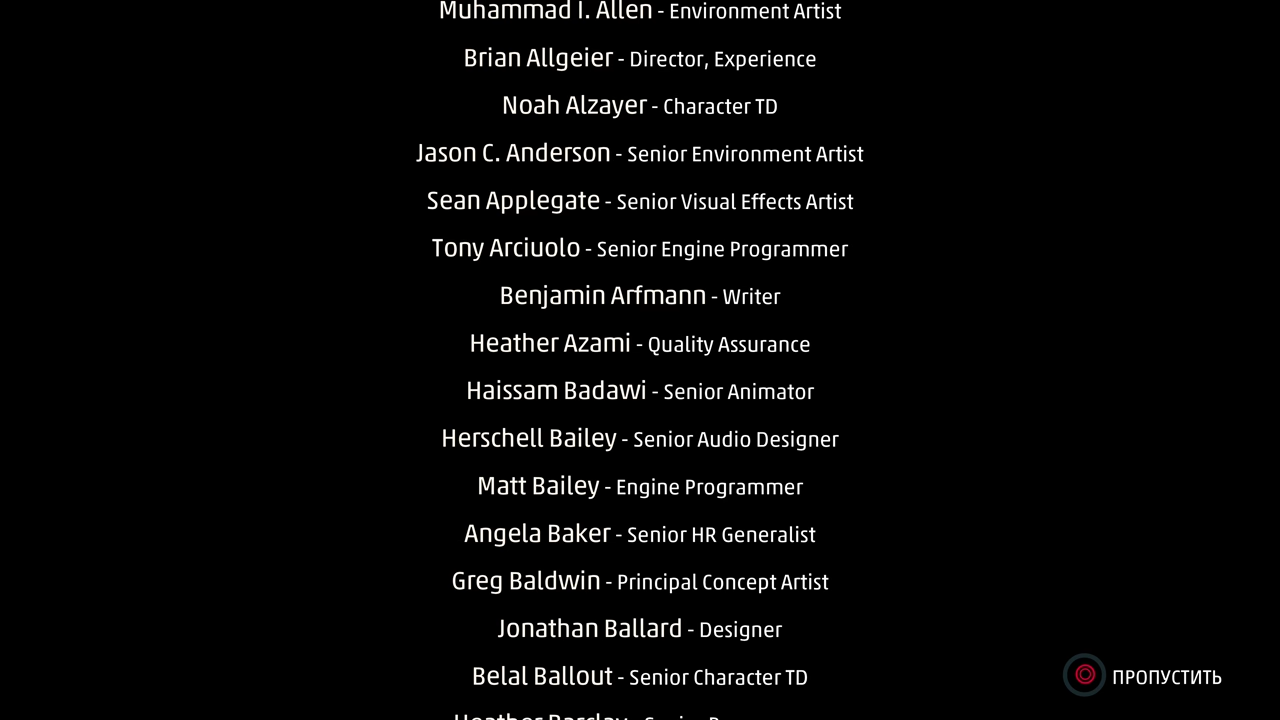 Muhammad I. Allen - Environment Artist
Brian Allgeier - Director, Experience
Noah Alzayer - Character TD
Jason C. Anderson - Senior Environment Artist
Sean Applegate - Senior Visual Effects Artist
Tony Arciuolo - Senior Engine Programmer
Benjamin Arfmann - Writer
Heather Azami - Quality Assurance
Haissam Badawi - Senior Animator
Herschell Bailey - Senior Audio Designer
Matt Bailey - Engine Programmer
Angela Baker - Senior HR Generalist
Greg Baldwin - Principal Concept Artist
Jonathan Ballard - Designer
Belal Ballout - Senior Character TD
ПРОПУСТИТЬ
Heather Barclay - Senior